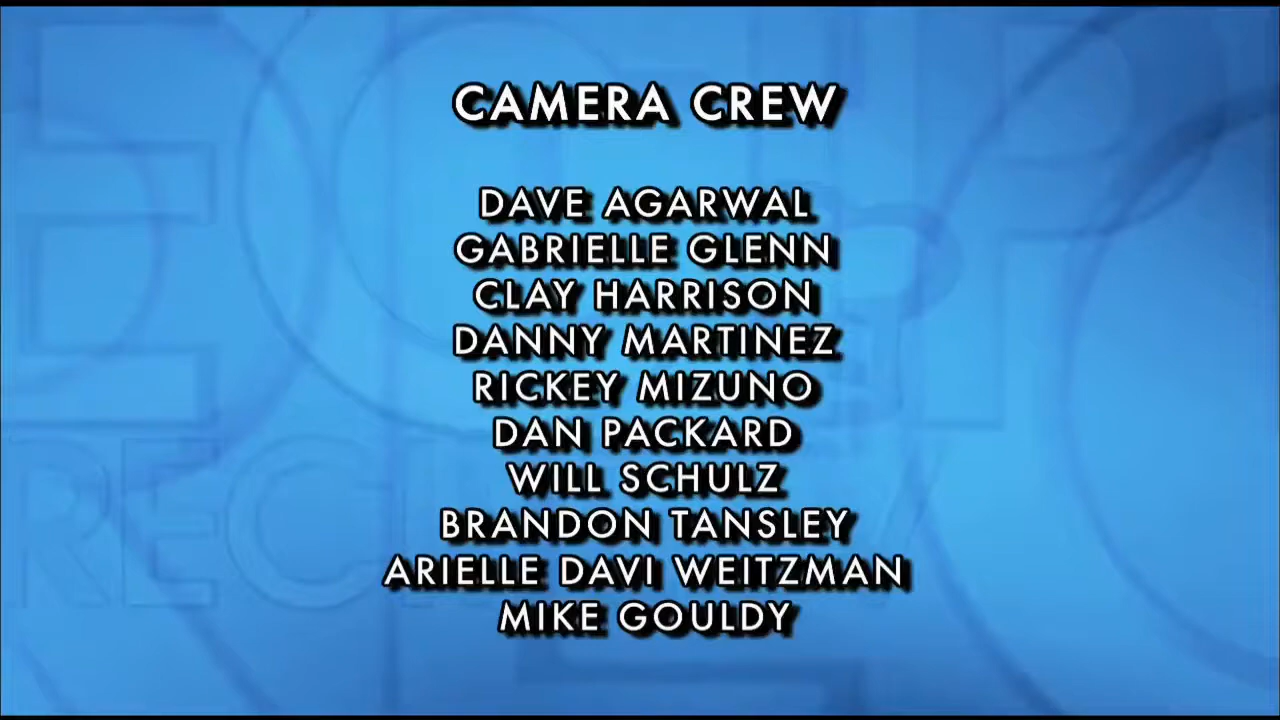 CAMERA CREW
DAVE AGARWAL
GABRIELLE GLENN
CLAY HARRISON
DANNY MARTINEZ
RICKEY MIZUNO
DAN PACKARD
WILL SCHULZ
BRANDON TANSLEY
ARIELLE DAVI WEITZMAN
MIKE GOULDY